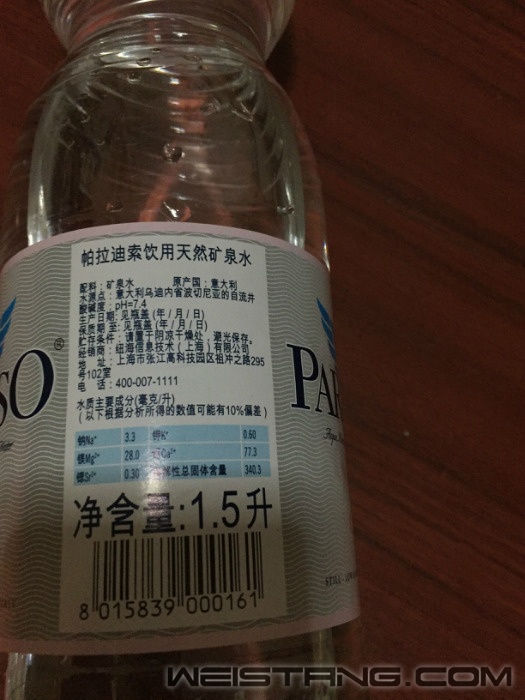 帕拉迪索饮用天然矿泉水
配料: 矿泉水 原产国: 意大利
水源点: 意大利乌迪内省波切尼亚的自流井
酸碱度: pH=7.4
生产日期: 见瓶盖 (年 / 月 / 日)
保质期至: 见瓶盖 (年 / 月 / 日)
贮存条件: 请置于阴凉干燥处，避光保存。
经销商: 纽海信息技术（上海）有限公司
地 址: 上海市张江高科技园区祖冲之路295
号102室
电 话: 400-007-1111
水质主要成分(毫克/升)
(以下根据分析所得的数值可能有10%偏差)
钠Na⁺ 3.3 钾K⁺ 0.60
镁Mg²⁺ 28.0 Ca²⁺ 77.3
锶Sr²⁺ 0.30 性总固体含量 340.3
净含量:1.5升
8 015839 000161
SO®
PAR
WEISTANG.COM